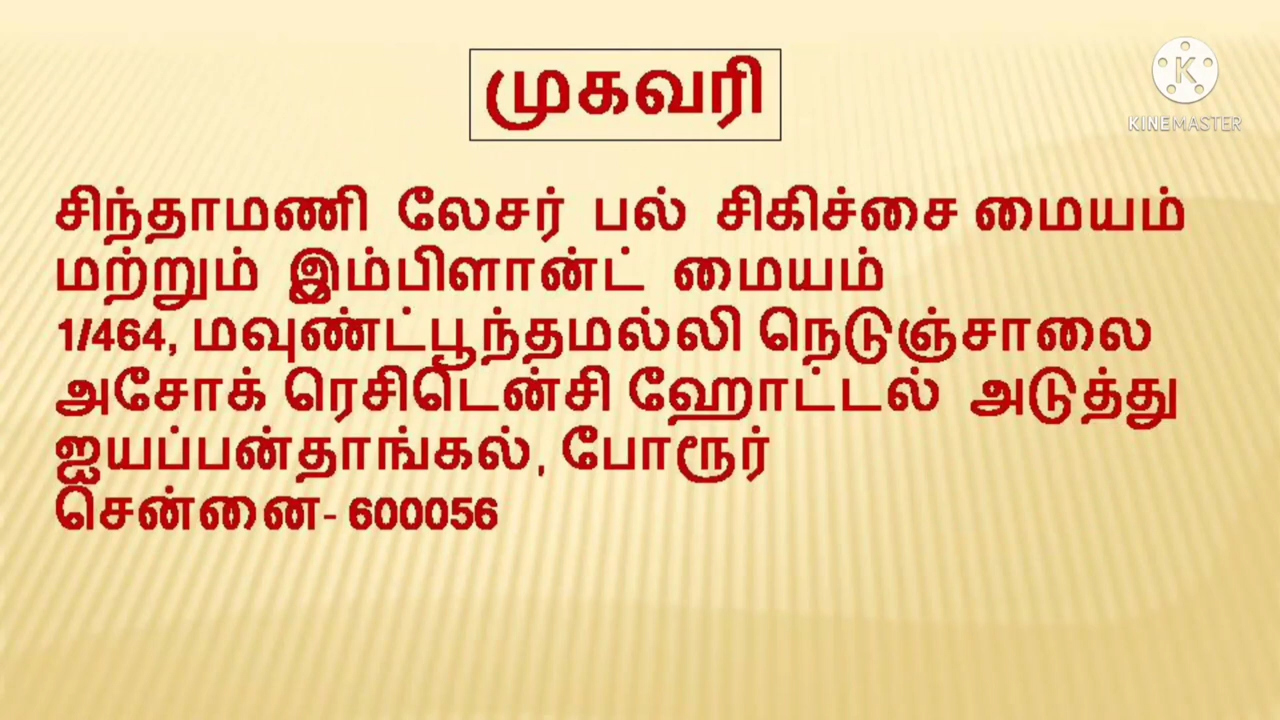 முகவரி
KINEMASTER
சிந்தாமணி லேசர் பல் சிகிச்சை மையம்
மற்றும் இம்பிளான்ட் மையம்
1/464, மவுண்ட்பூந்தமல்லி நெடுஞ்சாலை
அசோக் ரெசிடென்சி ஹோட்டல் அடுத்து
ஐயப்பன்தாங்கல், போரூர்
சென்னை- 600056